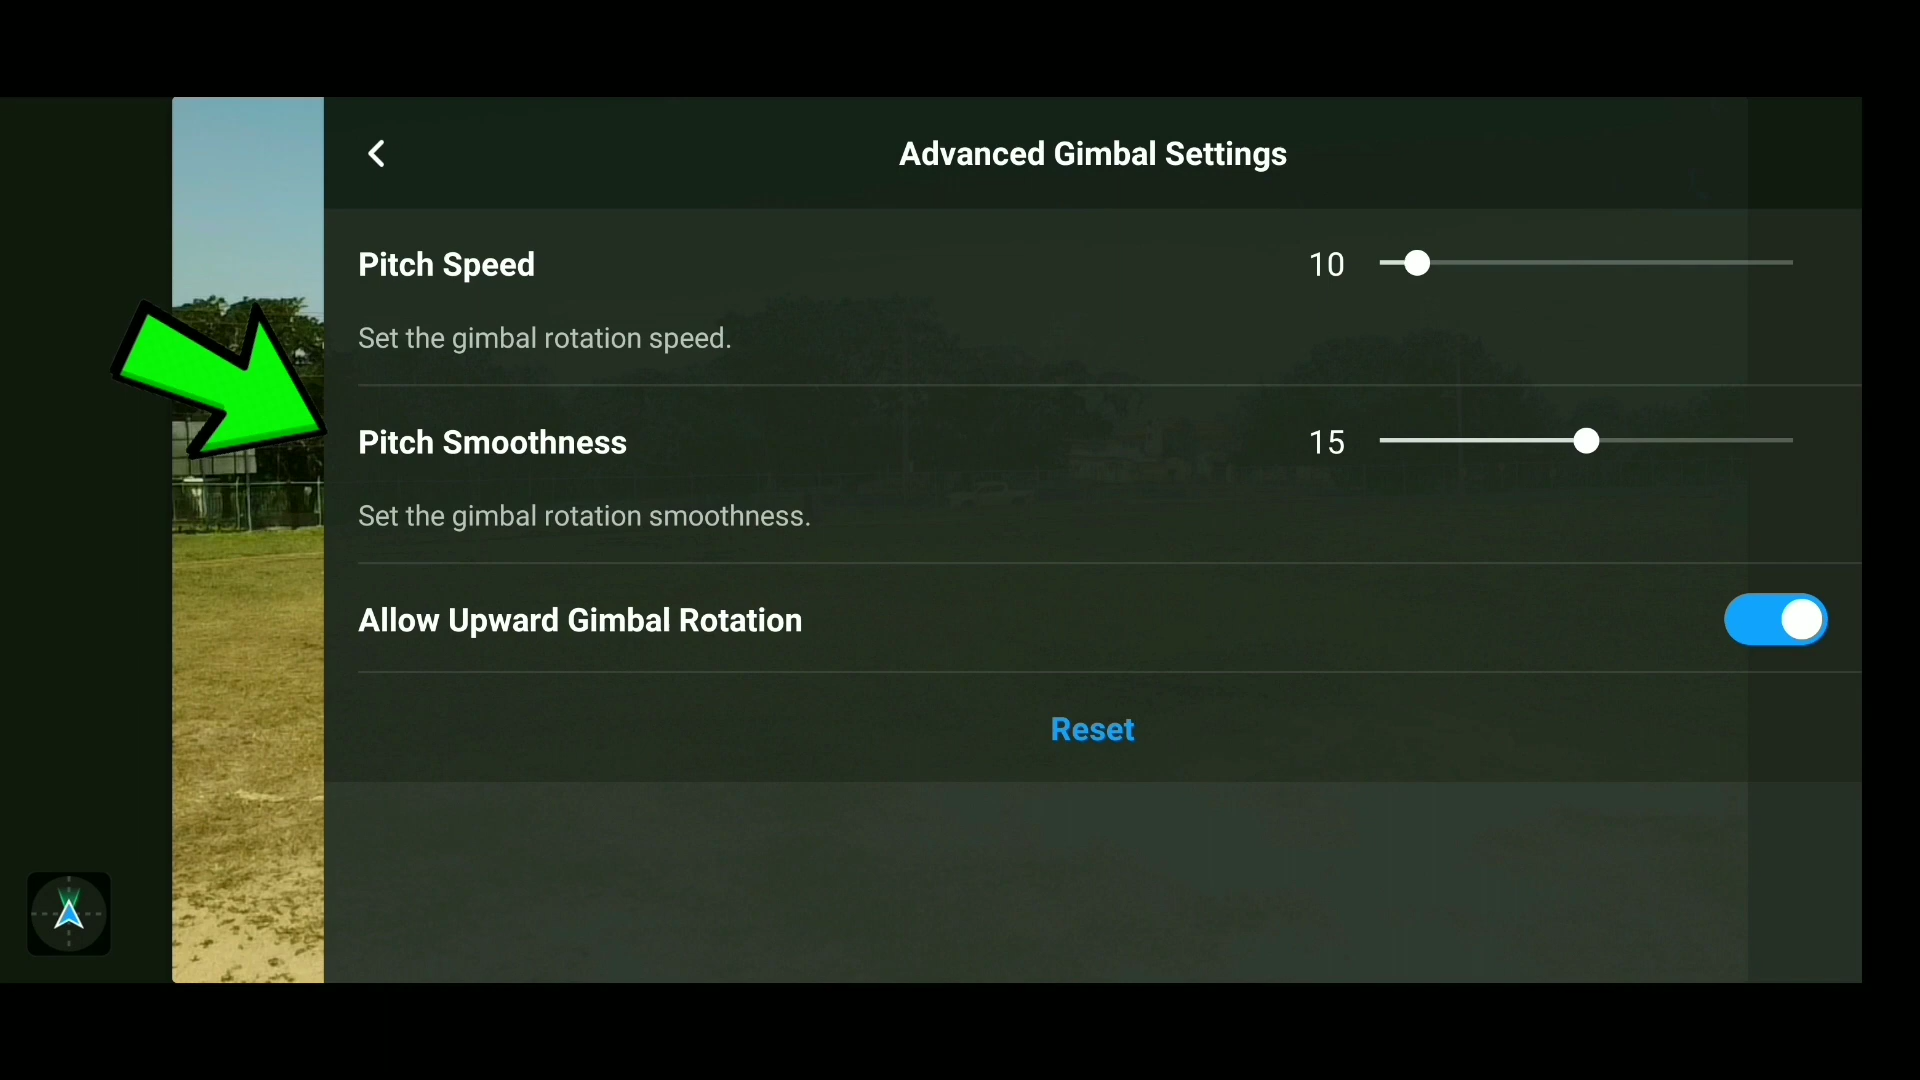 Advanced Gimbal Settings
Pitch Speed 10
Set the gimbal rotation speed.
Pitch Smoothness 15
Set the gimbal rotation smoothness.
Allow Upward Gimbal Rotation
Reset